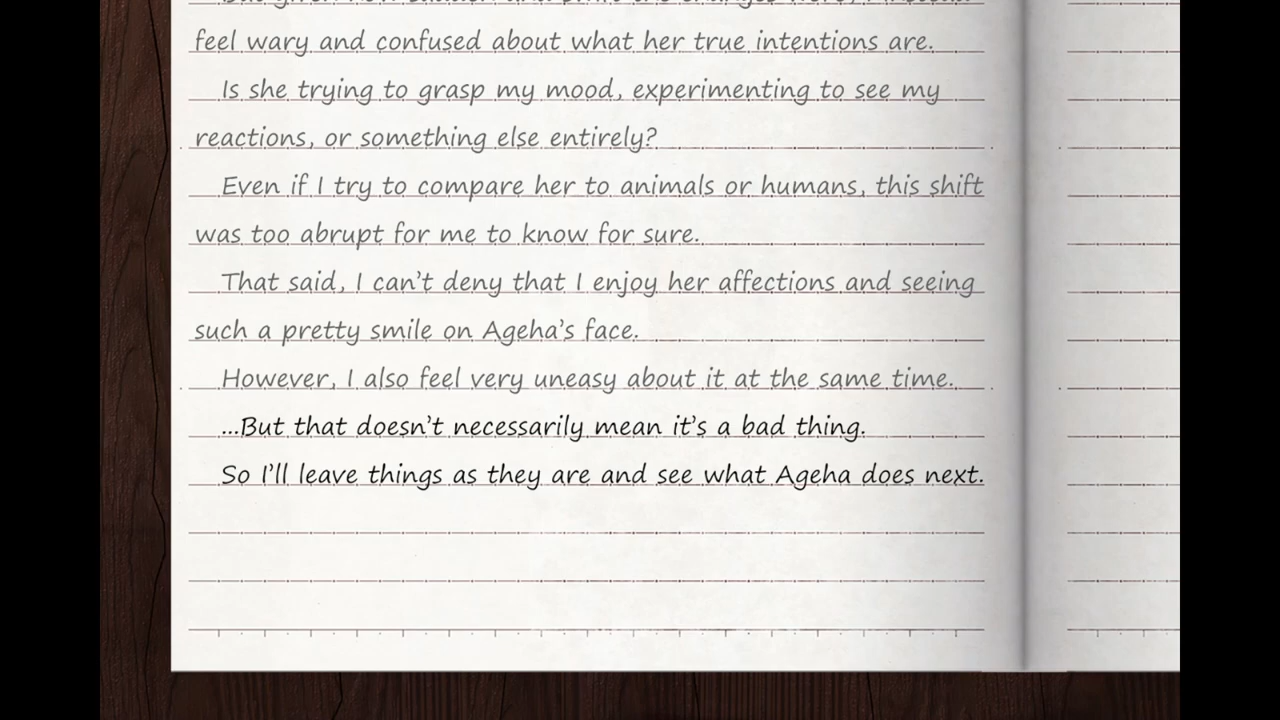 feel wary and confused about what her true intentions are.
Is she trying to grasp my mood, experimenting to see my
reactions, or something else entirely?
Even if I try to compare her to animals or humans, this shift
was too abrupt for me to know for sure.
That said, I can't deny that I enjoy her affections and seeing
such a pretty smile on Ageha's face.
However, I also feel very uneasy about it at the same time.
...But that doesn't necessarily mean it's a bad thing.
So I'll leave things as they are and see what Ageha does next.